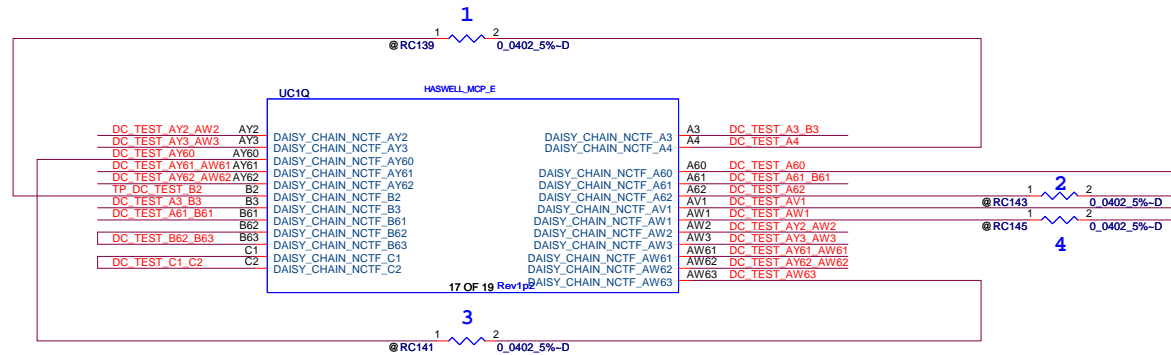 1
1 2
@RC139 0_0402_5%~D
UC1Q HASWELL_MCP_E
DC_TEST_AY2_AW2 AY2 DAISY_CHAIN_NCTF_AY2 DAISY_CHAIN_NCTF_A3 A3 DC_TEST_A3_B3
DC_TEST_AY3_AW3 AY3 DAISY_CHAIN_NCTF_AY3 DAISY_CHAIN_NCTF_A4 A4 DC_TEST_A4
DC_TEST_AY60 AY60 DAISY_CHAIN_NCTF_AY60
DC_TEST_AY61_AW61 AY61 DAISY_CHAIN_NCTF_AY61 DAISY_CHAIN_NCTF_A60 A60 DC_TEST_A60
DC_TEST_AY62_AW62 AY62 DAISY_CHAIN_NCTF_AY62 DAISY_CHAIN_NCTF_A61 A61 DC_TEST_A61_B61
TP_DC_TEST_B2 B2 DAISY_CHAIN_NCTF_B2 DAISY_CHAIN_NCTF_A62 A62 DC_TEST_A62 1 2 2
DC_TEST_A3_B3 B3 DAISY_CHAIN_NCTF_B3 DAISY_CHAIN_NCTF_AV1 AV1 DC_TEST_AV1 @RC143 0_0402_5%~D
DC_TEST_A61_B61 B61 DAISY_CHAIN_NCTF_B61 DAISY_CHAIN_NCTF_AW1 AW1 DC_TEST_AW1 1 2
B62 DAISY_CHAIN_NCTF_B62 DAISY_CHAIN_NCTF_AW2 AW2 DC_TEST_AY2_AW2 @RC145 0_0402_5%~D
DC_TEST_B62_B63 B63 DAISY_CHAIN_NCTF_B63 DAISY_CHAIN_NCTF_AW3 AW3 DC_TEST_AY3_AW3 4
C1 DAISY_CHAIN_NCTF_C1 DAISY_CHAIN_NCTF_AW61 AW61 DC_TEST_AY61_AW61
DC_TEST_C1_C2 C2 DAISY_CHAIN_NCTF_C2 DAISY_CHAIN_NCTF_AW62 AW62 DC_TEST_AY62_AW62
DAISY_CHAIN_NCTF_AW63 AW63 DC_TEST_AW63
17 OF 19 Rev1p2
3
1 2
@RC141 0_0402_5%~D